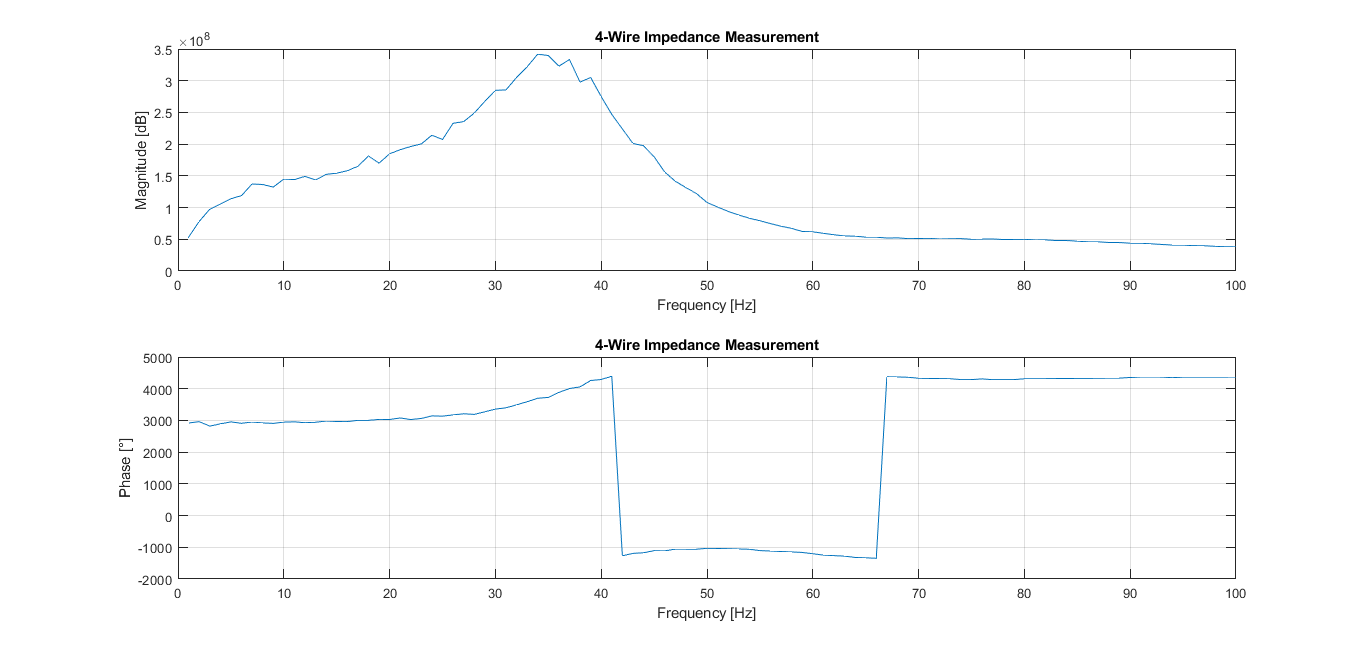 4-Wire Impedance Measurement
×10^8
3.5
3
2.5
2
1.5
1
0.5
0
Magnitude [dB]
0 10 20 30 40 50 60 70 80 90 100
Frequency [Hz]
4-Wire Impedance Measurement
5000
4000
3000
2000
1000
0
-1000
-2000
Phase [°]
0 10 20 30 40 50 60 70 80 90 100
Frequency [Hz]